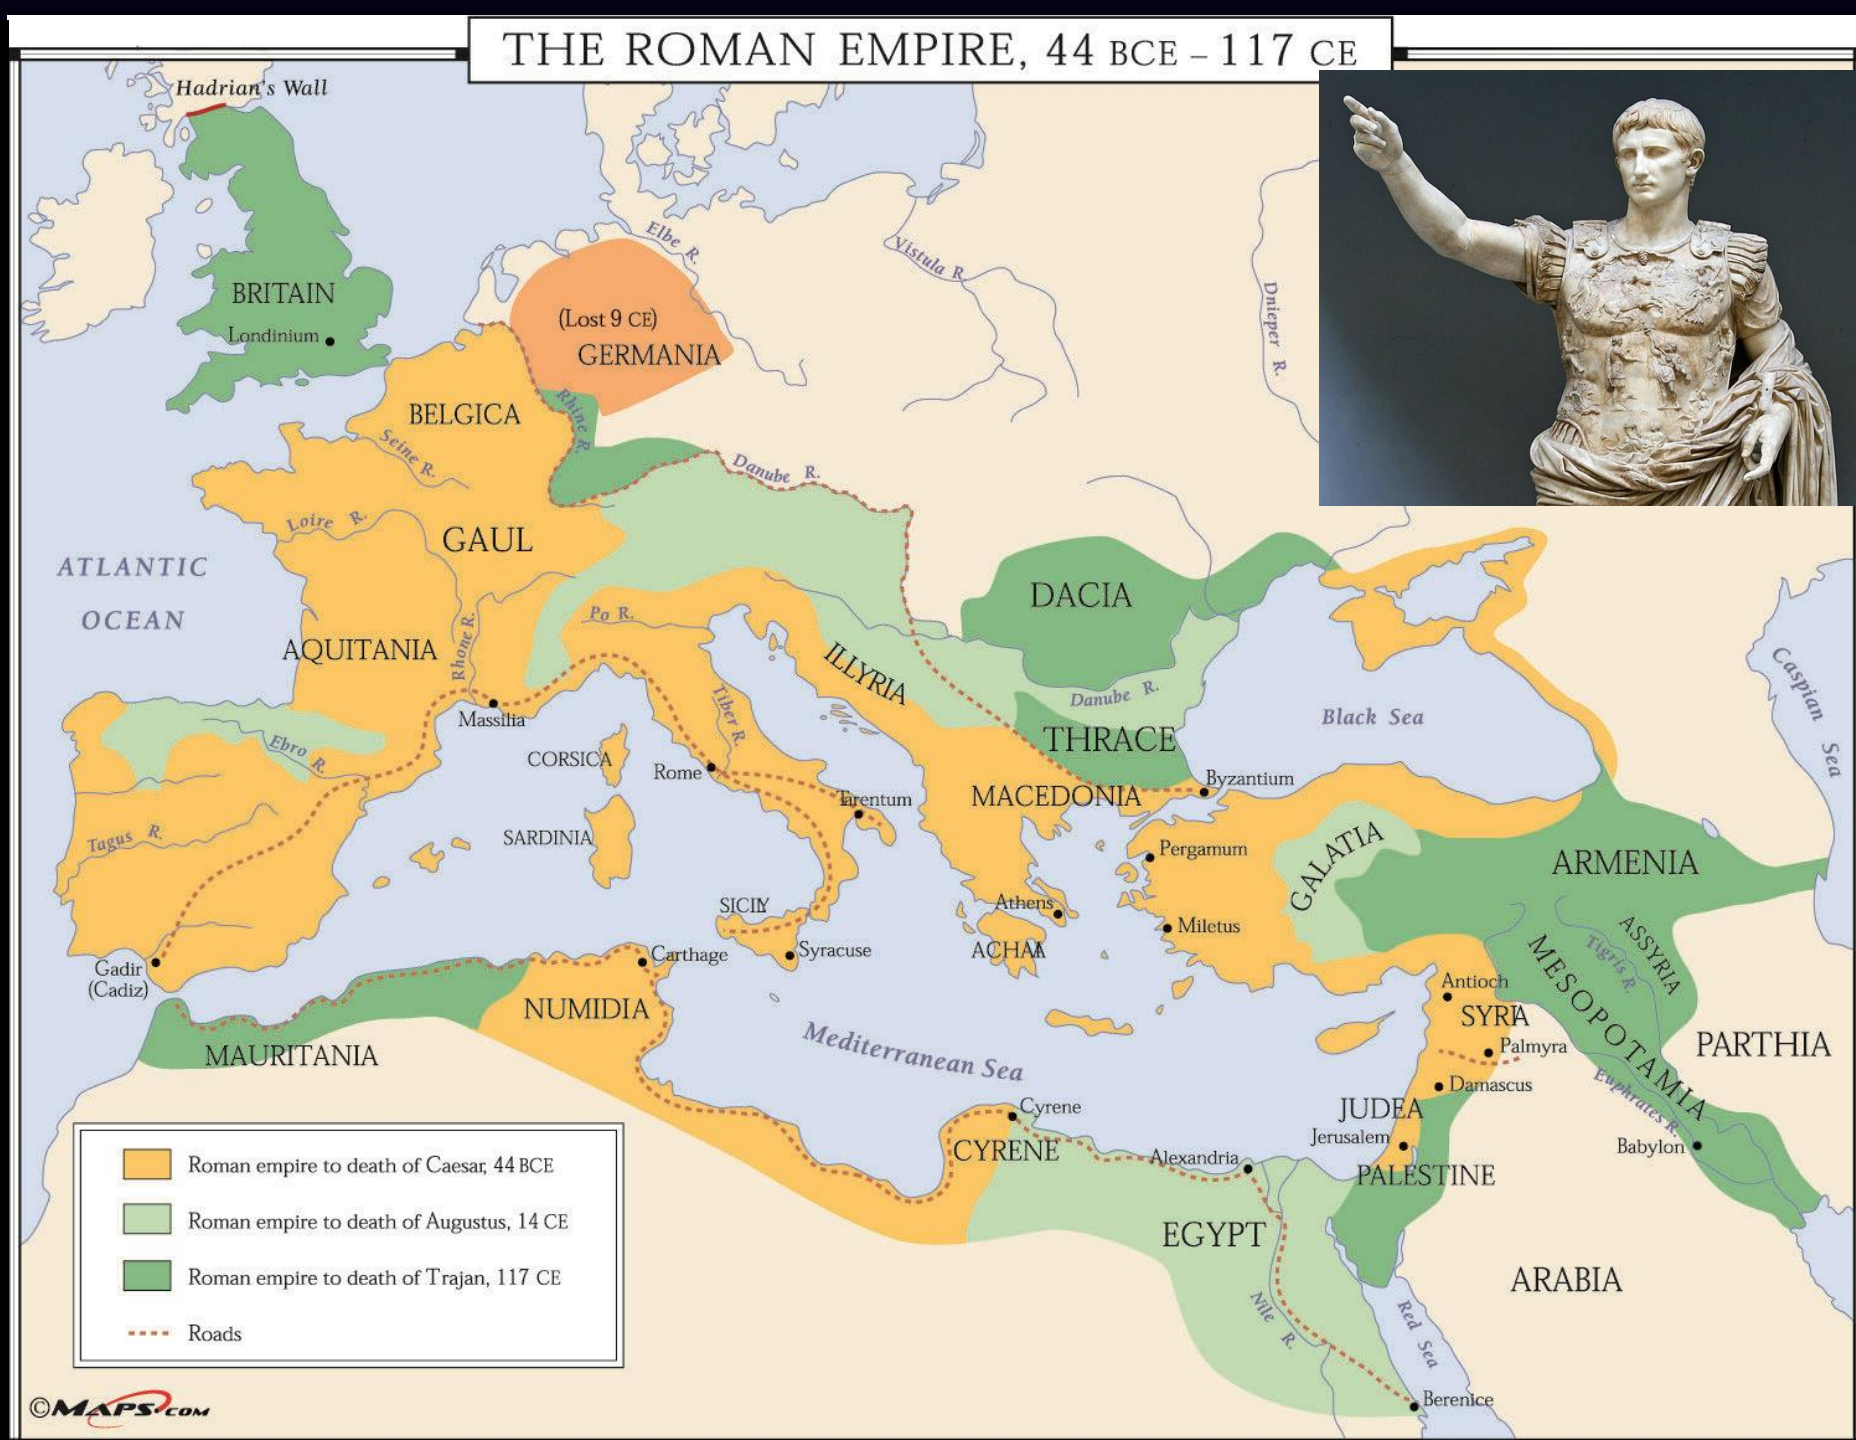 THE ROMAN EMPIRE, 44 BCE – 117 CE
Hadrian's Wall
BRITAIN
Londinium
Elbe R.
Vistula R.
Dnieper R.
(Lost 9 CE)
GERMANIA
Rhine R.
BELGICA
Seine R.
Danube R.
Loire R.
GAUL
ATLANTIC
OCEAN
DACIA
Po R.
AQUITANIA
Rhone R.
ILLYRIA
Caspian Sea
Tiber R.
Danube R.
Massilia
Black Sea
Ebro R.
THRACE
CORSICA
Rome
Byzantium
Tarentum
MACEDONIA
Tagus R.
SARDINIA
Pergamum
GALATIA
ARMENIA
SICILY
Athens
Miletus
ASSYRIA
Syracuse
ACHAIA
Carthage
Tigris R.
MESOPOTAMIA
Gadir
(Cadiz)
Antioch
NUMIDIA
SYRIA
Mediterranean Sea
Palmyra
PARTHIA
MAURITANIA
Damascus
Euphrates R.
Cyrene
JUDEA
Jerusalem
Babylon
CYRENE
Alexandria
PALESTINE
EGYPT
ARABIA
Nile R.
Red Sea
Berenice
Roman empire to death of Caesar, 44 BCE
Roman empire to death of Augustus, 14 CE
Roman empire to death of Trajan, 117 CE
Roads
©MAPS.COM